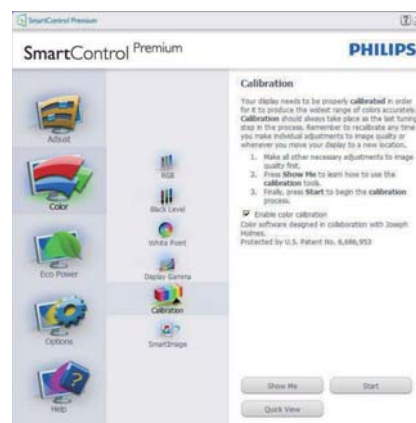 SmartControl Premium
SmartControl Premium
PHILIPS
Adjust
Color
Eco Power
Options
Help
RGB
Black Level
White Point
Display Gamma
Calibration
SmartImage
Calibration
Your display needs to be properly calibrated in order
for it to produce the widest range of colors accurately.
Calibration should always take place as the last tuning
step in the process. Remember to recalibrate any time
you make individual adjustments to image quality or
whenever you move your display to a new location.
1. Make all other necessary adjustments to image
quality first.
2. Press Show Me to learn how to use the
calibration tools.
3. Finally, press Start to begin the calibration
process.
Enable color calibration
Color software designed in collaboration with Joseph
Holmes.
Protected by U.S. Patent No. 6,686,953
Show Me
Start
Quick View